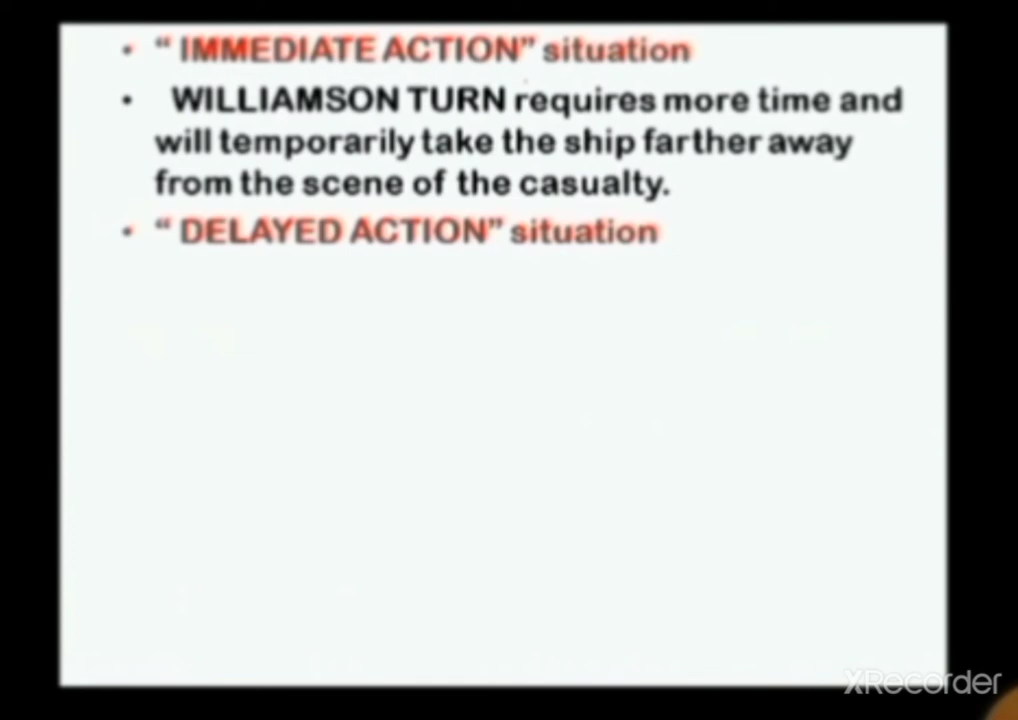 • “ IMMEDIATE ACTION” situation
• WILLIAMSON TURN requires more time and
will temporarily take the ship farther away
from the scene of the casualty.
• “ DELAYED ACTION” situation
XRecorder